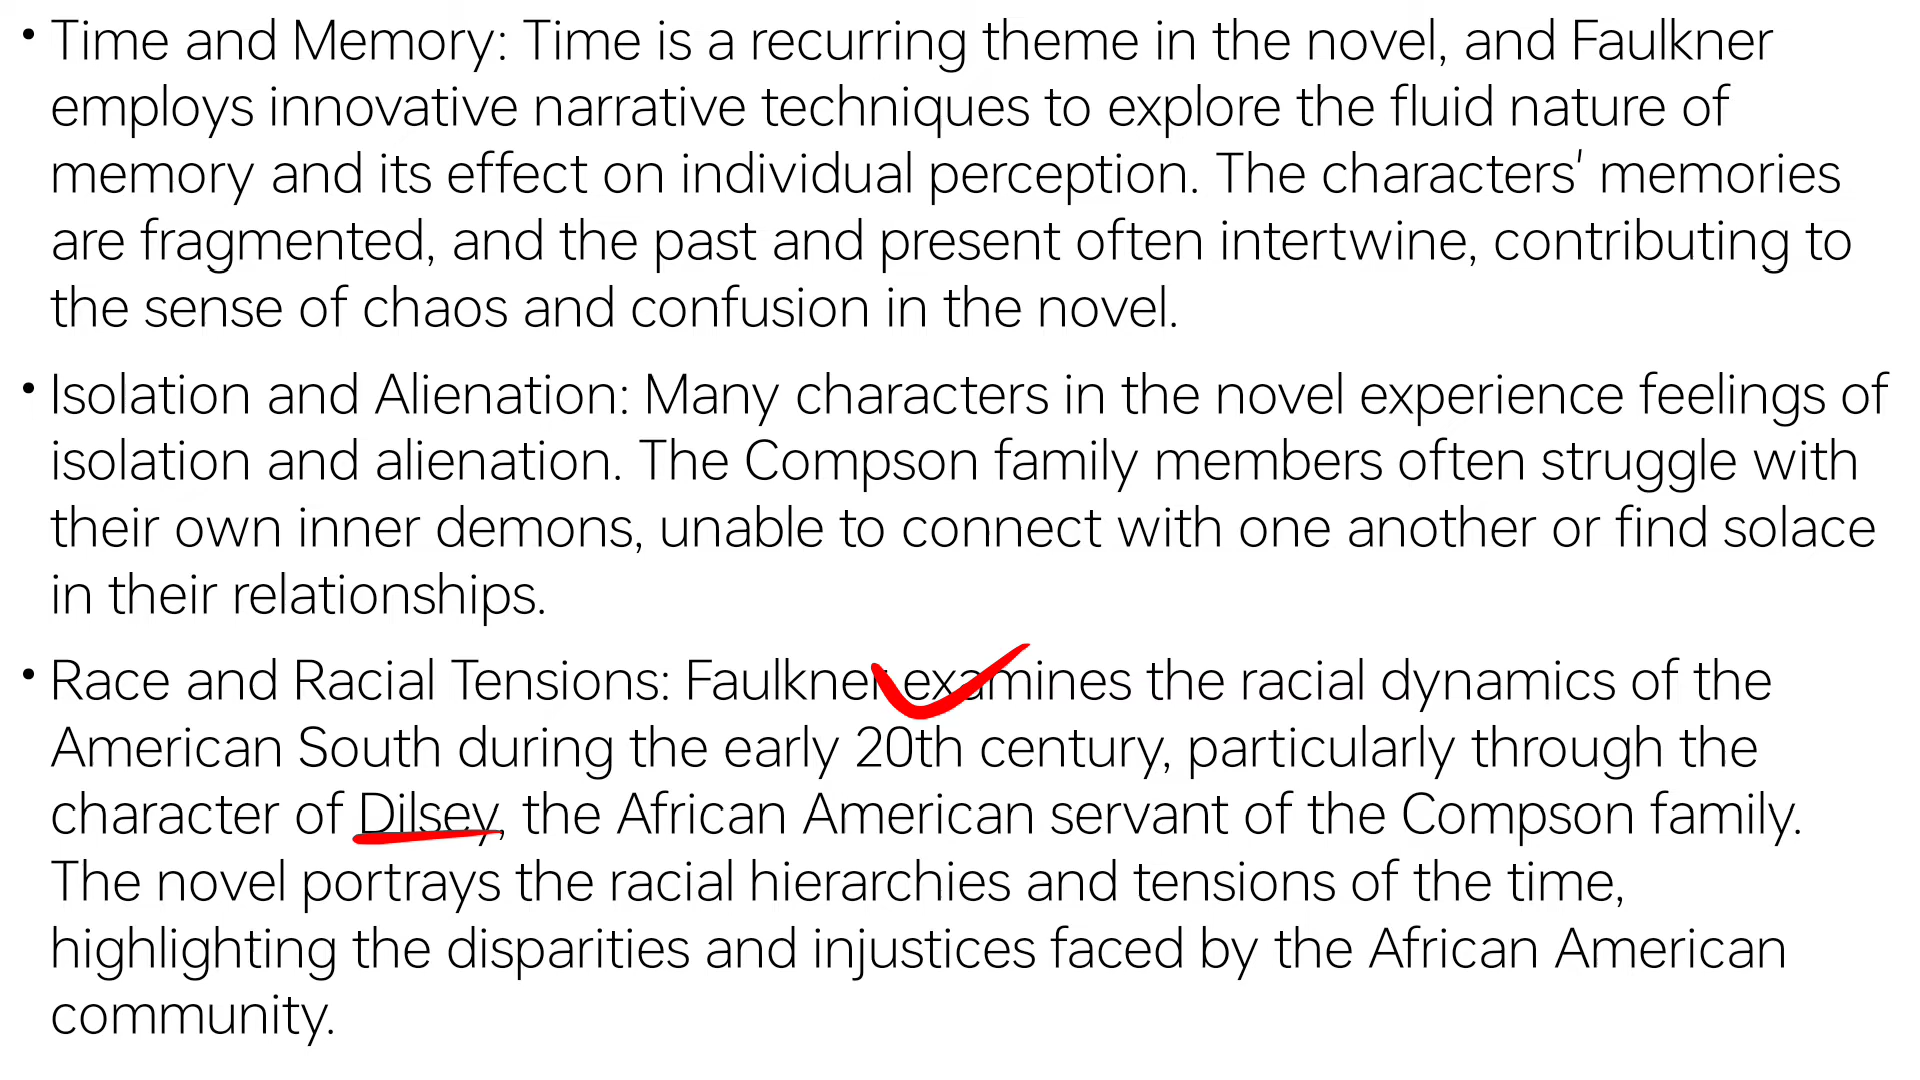 • Time and Memory: Time is a recurring theme in the novel, and Faulkner
employs innovative narrative techniques to explore the fluid nature of
memory and its effect on individual perception. The characters' memories
are fragmented, and the past and present often intertwine, contributing to
the sense of chaos and confusion in the novel.
• Isolation and Alienation: Many characters in the novel experience feelings of
isolation and alienation. The Compson family members often struggle with
their own inner demons, unable to connect with one another or find solace
in their relationships.
• Race and Racial Tensions: Faulkner examines the racial dynamics of the
American South during the early 20th century, particularly through the
character of Dilsey, the African American servant of the Compson family.
The novel portrays the racial hierarchies and tensions of the time,
highlighting the disparities and injustices faced by the African American
community.